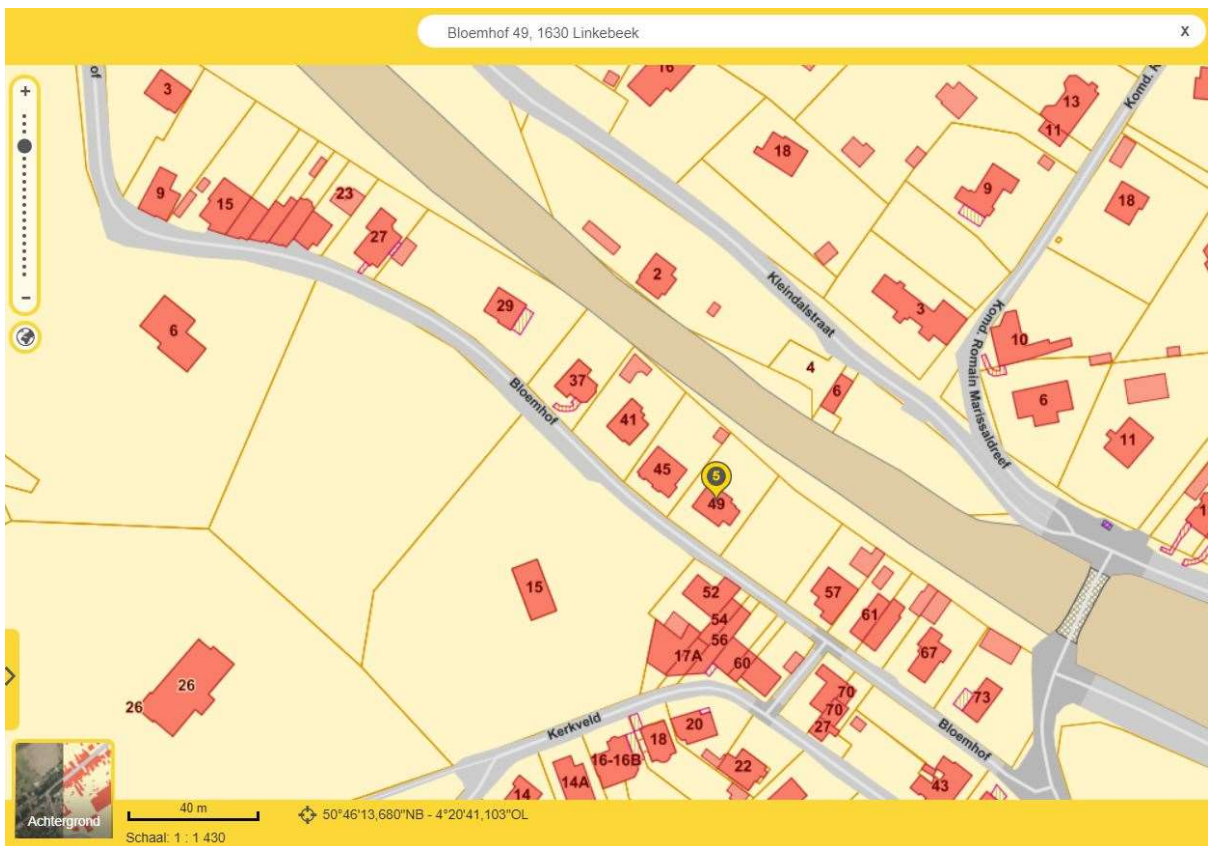 Bloemhof 49, 1630 Linkebeek
X
+
of
3
16
Komd.
13
11
18
9
18
9
15
23
27
2
Kleindalstraat
3
Komd. Romain Marissaldreef
10
6
29
4
6
6
11
37
Bloemhof
41
45
5
49
15
52
54
56
17A
60
57
61
67
73
70
70
27
Bloemhof
26
26
Kerkveld
20
18
16-16B
22
14A
14
43
−
Achtergrond
40 m
50°46'13,680"NB - 4°20'41,103"OL
Schaal: 1 : 1 430